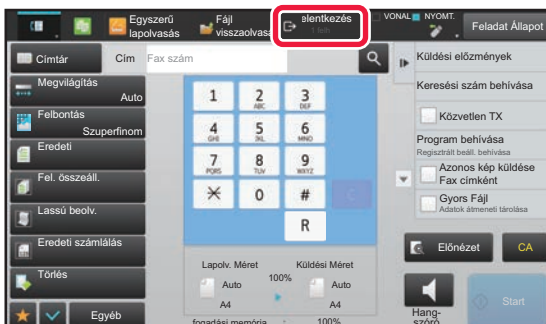 Egyszerű
lapolvasás
Fájl
visszaolvas
elentkezés
VONAL
NYOMT.
Feladat Állapot
Címtár
Cím
Fax szám
Megvilágítás
Auto
Felbontás
Szuperfinom
Eredeti
Fel. összeáll.
Lassú beolv.
Eredeti számlálás
Törlés
Egyéb
1
2
ABC
3
DEF
4
GHI
5
JKL
6
MNO
7
PQRS
8
TUV
9
WXYZ
0
#
C
R
Lapolv. Méret
Küldési Méret
100%
Auto
Auto
A4
A4
fogadási memória
100%
Küldési előzmények
Keresési szám behívása
Közvetlen TX
Program behívása
Regisztrált beáll. behívása
Azonos kép küldése
Fax címként
Gyors Fájl
Adatok átmeneti tárolása
Előnézet
CA
Hang-
szóró
Start